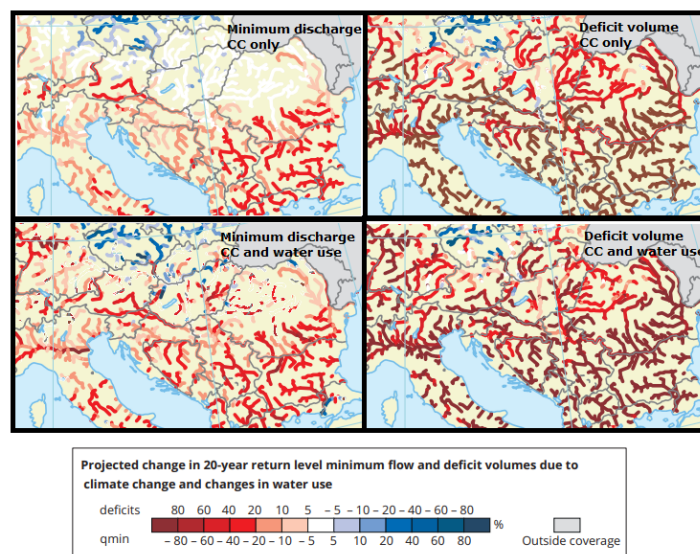 Minimum discharge
CC only
Deficit volume
CC only
Minimum discharge
CC and water use
Deficit volume
CC and water use
Projected change in 20-year return level minimum flow and deficit volumes due to
climate change and changes in water use
deficits 80 60 40 20 10 5 – 5 – 10 – 20 – 40 – 60 – 80
%
qmin – 80 – 60 – 40 – 20 – 10 – 5 5 10 20 40 60 80
Outside coverage